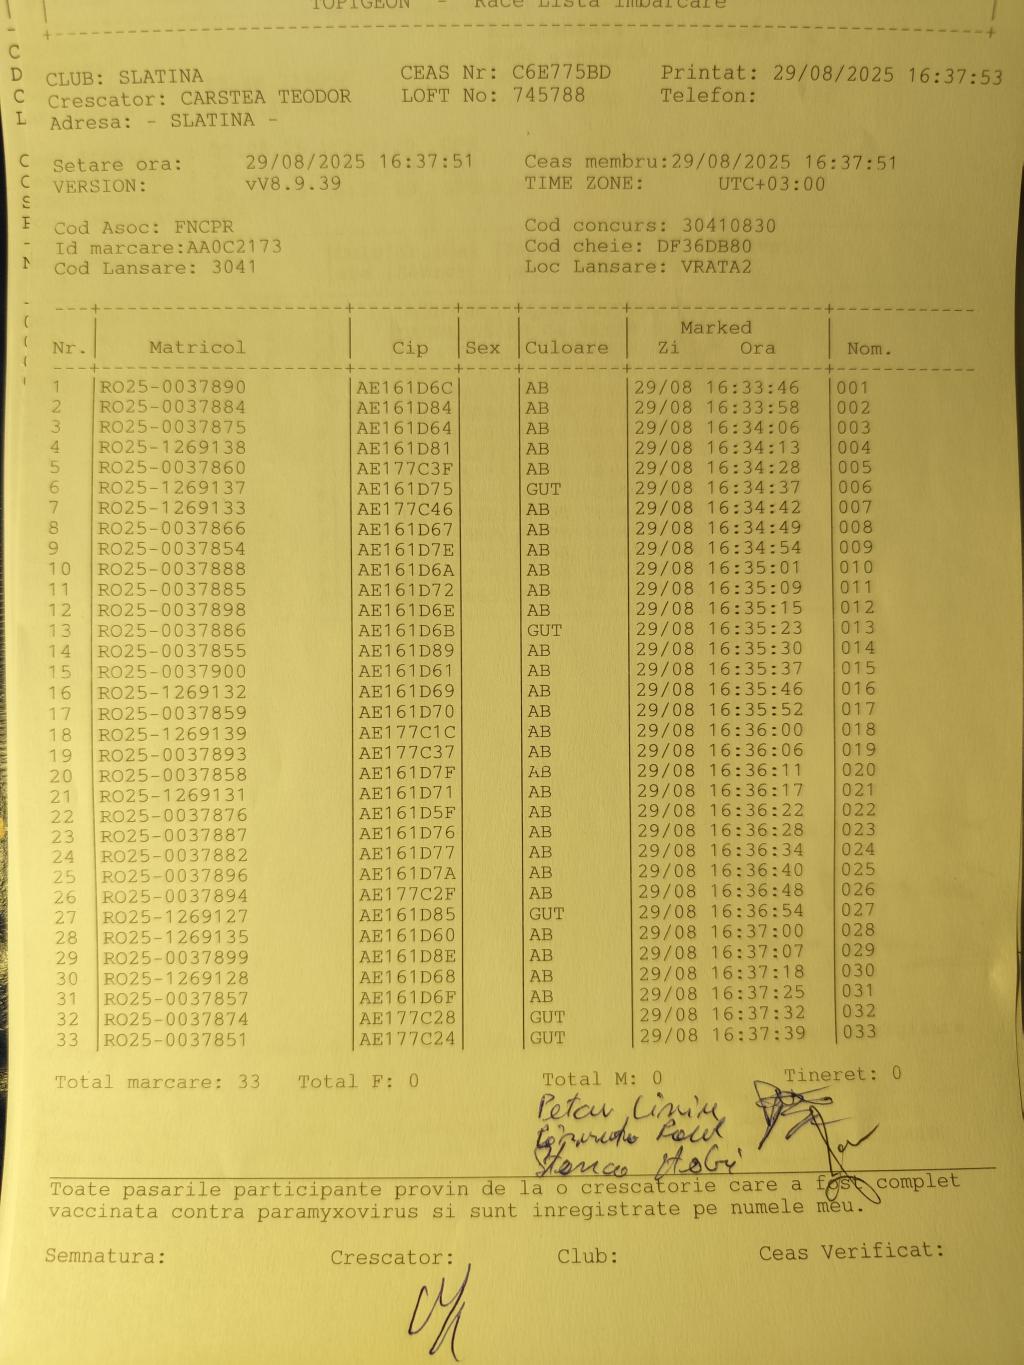 TOPIGEON - Race Lista imbarcare
CLUB: SLATINA CEAS Nr: C6E775BD Printat: 29/08/2025 16:37:53
Crescator: CARSTEA TEODOR LOFT No: 745788 Telefon:
Adresa: - SLATINA -
Setare ora: 29/08/2025 16:37:51 Ceas membru:29/08/2025 16:37:51
VERSION: vV8.9.39 TIME ZONE: UTC+03:00
Cod Asoc: FNCPR Cod concurs: 30410830
Id marcare:AA0C2173 Cod cheie: DF36DB80
Cod Lansare: 3041 Loc Lansare: VRATA2
Marked
Nr. Matricol Cip Sex Culoare Zi Ora Nom.
1 RO25-0037890 AE161D6C AB 29/08 16:33:46 001
2 RO25-0037884 AE161D84 AB 29/08 16:33:58 002
3 RO25-0037875 AE161D64 AB 29/08 16:34:06 003
4 RO25-1269138 AE161D81 AB 29/08 16:34:13 004
5 RO25-0037860 AE177C3F AB 29/08 16:34:28 005
6 RO25-1269137 AE161D75 GUT 29/08 16:34:37 006
7 RO25-1269133 AE177C46 AB 29/08 16:34:42 007
8 RO25-0037866 AE161D67 AB 29/08 16:34:49 008
9 RO25-0037854 AE161D7E AB 29/08 16:34:54 009
10 RO25-0037888 AE161D6A AB 29/08 16:35:01 010
11 RO25-0037885 AE161D72 AB 29/08 16:35:09 011
12 RO25-0037898 AE161D6E AB 29/08 16:35:15 012
13 RO25-0037886 AE161D6B GUT 29/08 16:35:23 013
14 RO25-0037855 AE161D89 AB 29/08 16:35:30 014
15 RO25-0037900 AE161D61 AB 29/08 16:35:37 015
16 RO25-1269132 AE161D69 AB 29/08 16:35:46 016
17 RO25-0037859 AE161D70 AB 29/08 16:35:52 017
18 RO25-1269139 AE177C1C AB 29/08 16:36:00 018
19 RO25-0037893 AE177C37 AB 29/08 16:36:06 019
20 RO25-0037858 AE161D7F AB 29/08 16:36:11 020
21 RO25-1269131 AE161D71 AB 29/08 16:36:17 021
22 RO25-0037876 AE161D5F AB 29/08 16:36:22 022
23 RO25-0037887 AE161D76 AB 29/08 16:36:28 023
24 RO25-0037882 AE161D77 AB 29/08 16:36:34 024
25 RO25-0037896 AE161D7A AB 29/08 16:36:40 025
26 RO25-0037894 AE177C2F AB 29/08 16:36:48 026
27 RO25-1269127 AE161D85 GUT 29/08 16:36:54 027
28 RO25-1269135 AE161D60 AB 29/08 16:37:00 028
29 RO25-0037899 AE161D8E AB 29/08 16:37:07 029
30 RO25-1269128 AE161D68 AB 29/08 16:37:18 030
31 RO25-0037857 AE161D6F AB 29/08 16:37:25 031
32 RO25-0037874 AE177C28 GUT 29/08 16:37:32 032
33 RO25-0037851 AE177C24 GUT 29/08 16:37:39 033
Total marcare: 33 Total F: 0 Total M: 0 Tineret: 0
Toate pasarile participante provin de la o crescatorie care a fost complet
vaccinata contra paramyxovirus si sunt inregistrate pe numele meu.
Semnatura: Crescator: Club: Ceas Verificat: